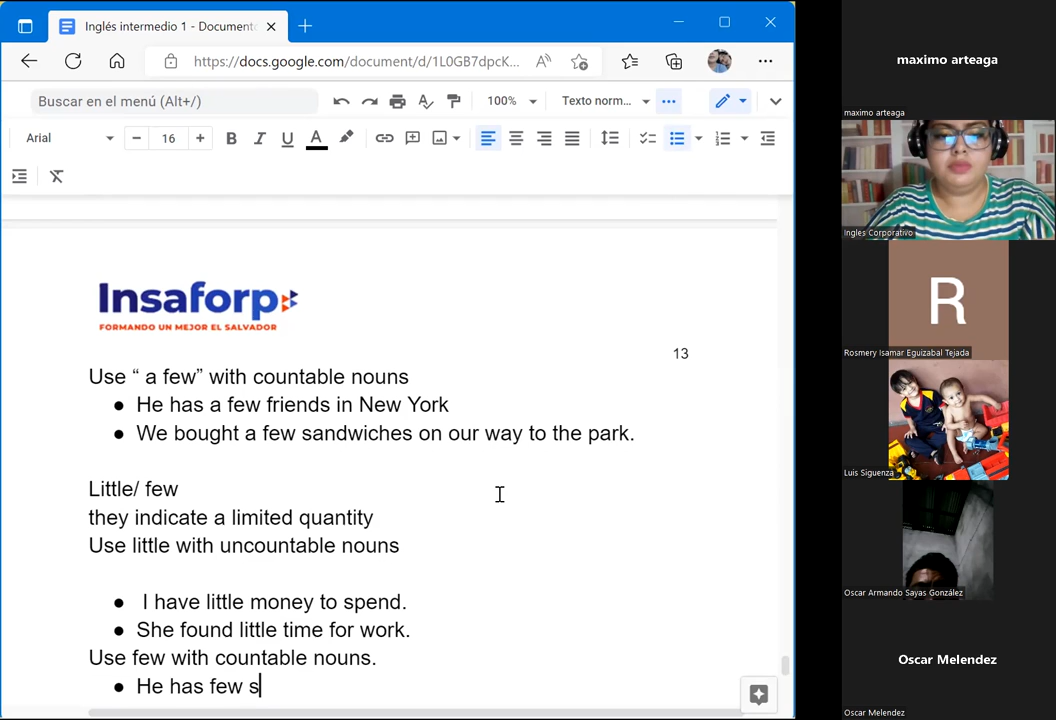 Inglés intermedio 1 - Documento
https://docs.google.com/document/d/1L0GB7dpcK...
Buscar en el menú (Alt+/)
100%
Texto norm...
Arial
16
Insaforp
FORMANDO UN MEJOR EL SALVADOR
13
Use “ a few” with countable nouns
● He has a few friends in New York
● We bought a few sandwiches on our way to the park.
Little/ few
they indicate a limited quantity
Use little with uncountable nouns
● I have little money to spend.
● She found little time for work.
Use few with countable nouns.
● He has few s
maximo arteaga
maximo arteaga
Ingles Corporativo
R
Rosmery Isamar Eguizabal Tejada
Luis Siguenza
Oscar Armando Sayas González
Oscar Melendez
Oscar Melendez